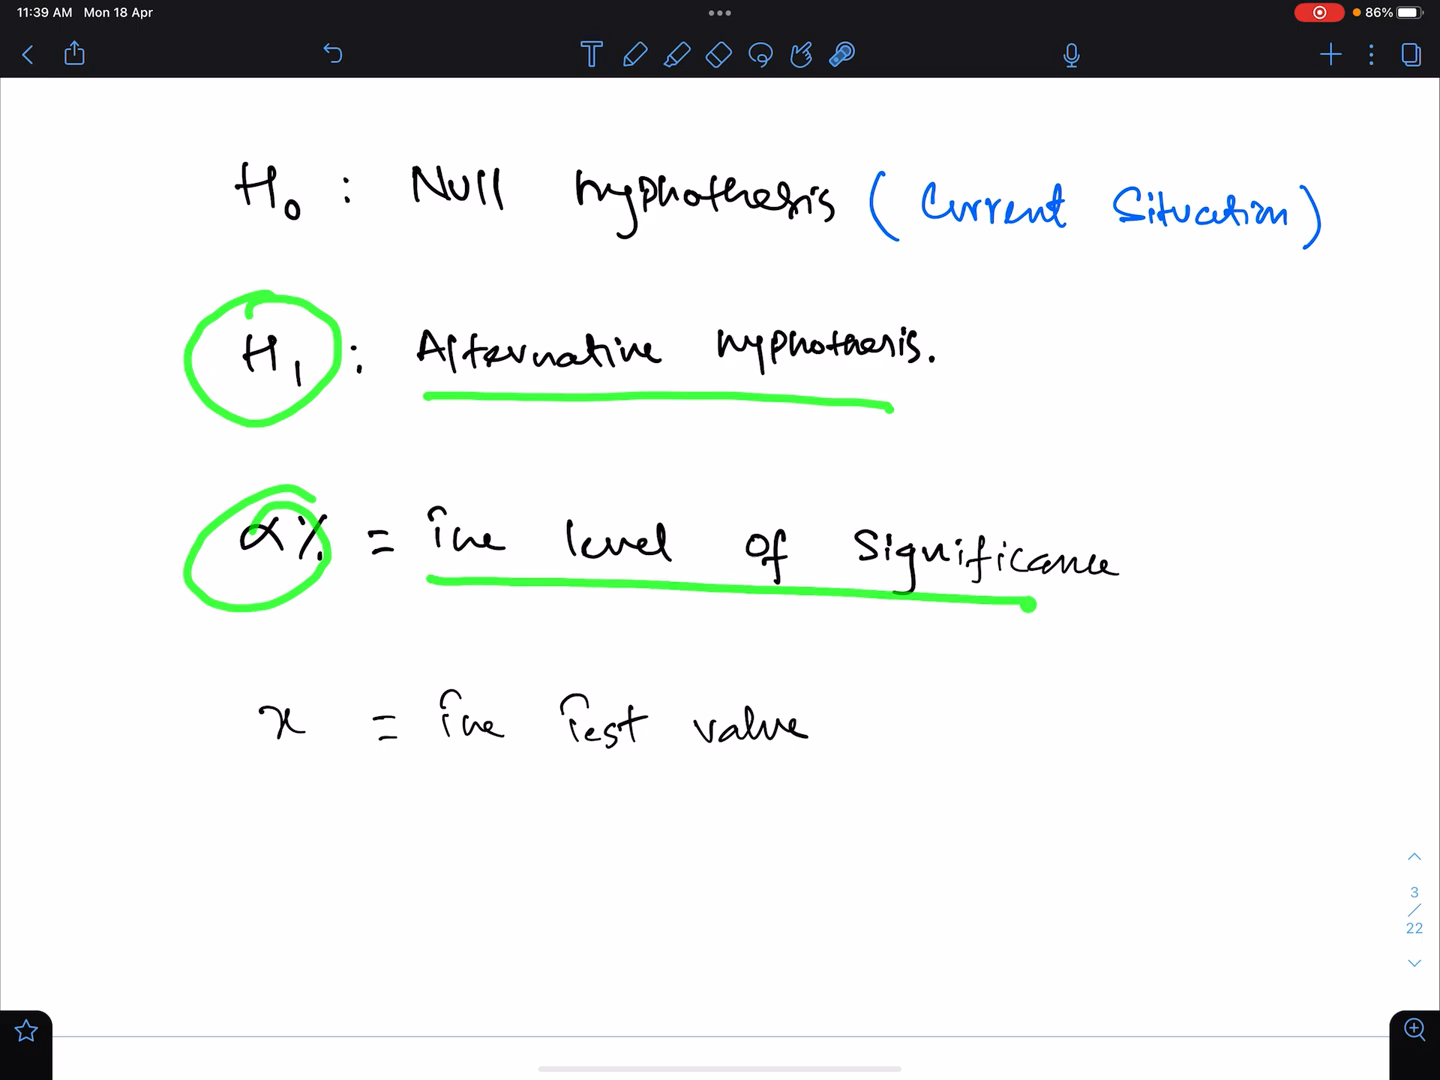 11:39 AM Mon 18 Apr
86%
H₀ : Null hyphothesis (Current Situation)
H₁ : Alternative hyphothesis.
α% = the level of Significance
x = the Test value
3
/
22